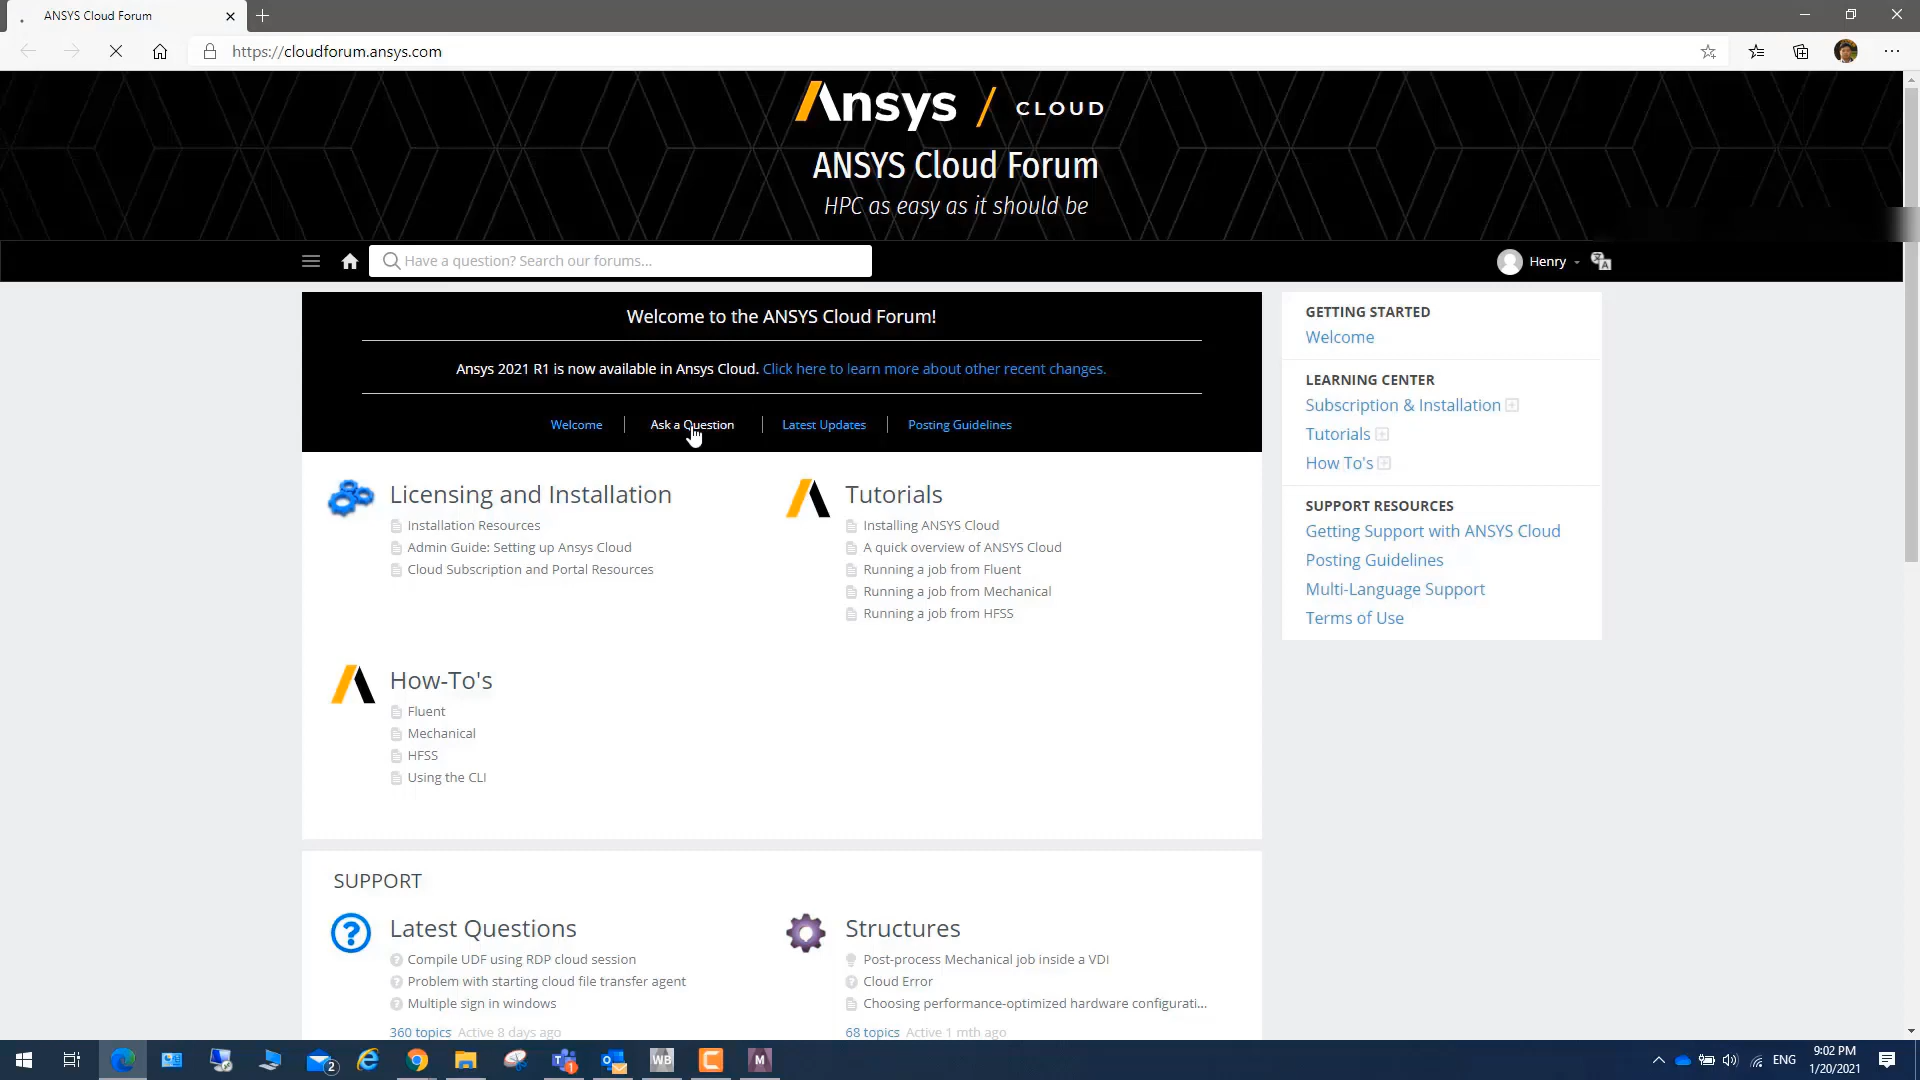 ANSYS Cloud Forum
https://cloudforum.ansys.com
Ansys / CLOUD
ANSYS Cloud Forum
HPC as easy as it should be
Have a question? Search our forums...
Henry
Welcome to the ANSYS Cloud Forum!
Ansys 2021 R1 is now available in Ansys Cloud. Click here to learn more about other recent changes.
Welcome
Ask a Question
Latest Updates
Posting Guidelines
Licensing and Installation
Installation Resources
Admin Guide: Setting up Ansys Cloud
Cloud Subscription and Portal Resources
Tutorials
Installing ANSYS Cloud
A quick overview of ANSYS Cloud
Running a job from Fluent
Running a job from Mechanical
Running a job from HFSS
How-To's
Fluent
Mechanical
HFSS
Using the CLI
GETTING STARTED
Welcome
LEARNING CENTER
Subscription & Installation
Tutorials
How To's
SUPPORT RESOURCES
Getting Support with ANSYS Cloud
Posting Guidelines
Multi-Language Support
Terms of Use
SUPPORT
Latest Questions
Compile UDF using RDP cloud session
Problem with starting cloud file transfer agent
Multiple sign in windows
360 topics Active 8 days ago
Structures
Post-process Mechanical job inside a VDI
Cloud Error
Choosing performance-optimized hardware configurati...
68 topics Active 1 mth ago
2
1
WB
M
ENG
9:02 PM
1/20/2021